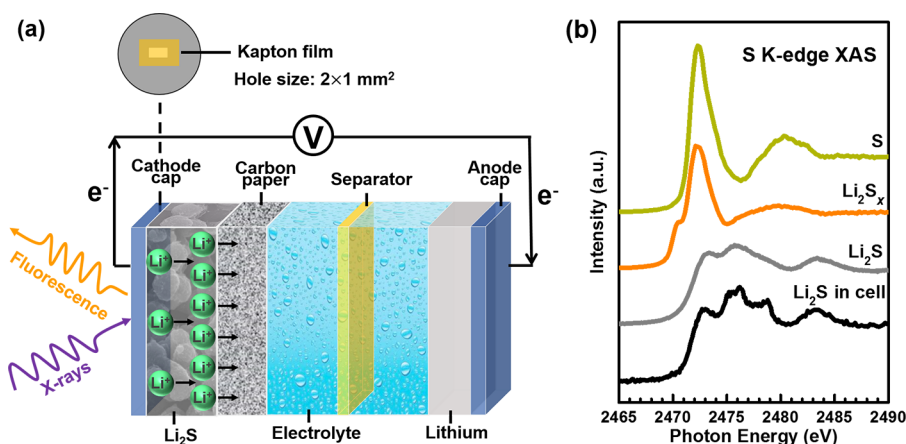 (a)
Kapton film
Hole size: 2×1 mm²
V
Cathode cap
Carbon paper
Separator
Anode cap
e⁻
e⁻
Fluorescence
X-rays
Li⁺
Li⁺
Li⁺
Li⁺
Li⁺
Li⁺
Li⁺
Li⁺
Li⁺
Li₂S
Electrolyte
Lithium
(b)
S K-edge XAS
S
Li₂Sₓ
Li₂S
Li₂S in cell
Intensity (a.u.)
2465 2470 2475 2480 2485 2490
Photon Energy (eV)